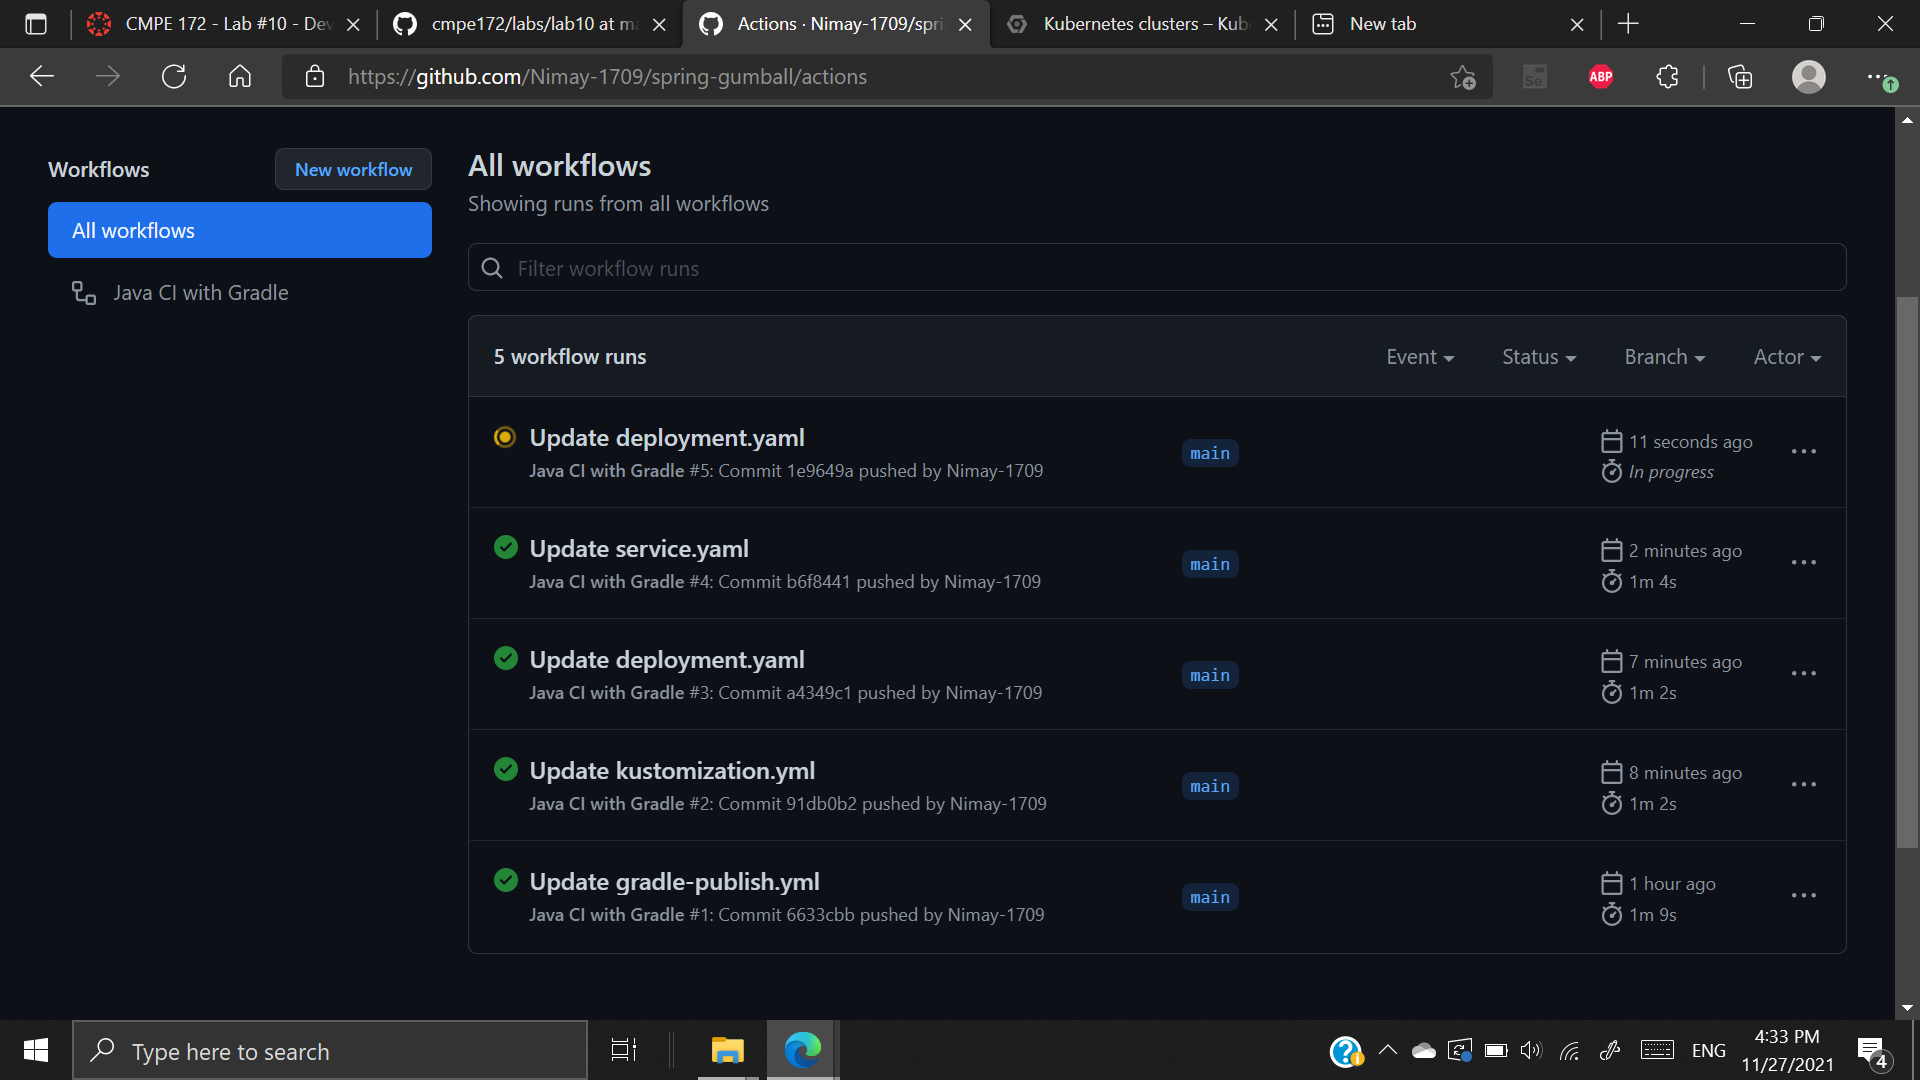 CMPE 172 - Lab #10 - Dev
cmpe172/labs/lab10 at ma
Actions · Nimay-1709/spri
Kubernetes clusters – Kub
New tab
https://github.com/Nimay-1709/spring-gumball/actions
Se
ABP
Workflows
New workflow
All workflows
Java CI with Gradle
All workflows
Showing runs from all workflows
Filter workflow runs
5 workflow runs
Event
Status
Branch
Actor
Update deployment.yaml
Java CI with Gradle #5: Commit 1e9649a pushed by Nimay-1709
main
11 seconds ago
In progress
Update service.yaml
Java CI with Gradle #4: Commit b6f8441 pushed by Nimay-1709
main
2 minutes ago
1m 4s
Update deployment.yaml
Java CI with Gradle #3: Commit a4349c1 pushed by Nimay-1709
main
7 minutes ago
1m 2s
Update kustomization.yml
Java CI with Gradle #2: Commit 91db0b2 pushed by Nimay-1709
main
8 minutes ago
1m 2s
Update gradle-publish.yml
Java CI with Gradle #1: Commit 6633cbb pushed by Nimay-1709
main
1 hour ago
1m 9s
Type here to search
ENG
4:33 PM
11/27/2021
4